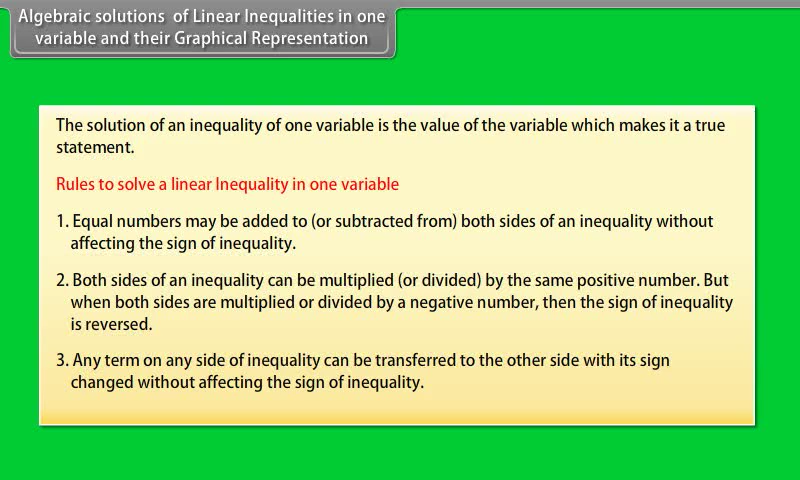 Algebraic solutions of Linear Inequalities in one
variable and their Graphical Representation
The solution of an inequality of one variable is the value of the variable which makes it a true
statement.
Rules to solve a linear Inequality in one variable
1. Equal numbers may be added to (or subtracted from) both sides of an inequality without
affecting the sign of inequality.
2. Both sides of an inequality can be multiplied (or divided) by the same positive number. But
when both sides are multiplied or divided by a negative number, then the sign of inequality
is reversed.
3. Any term on any side of inequality can be transferred to the other side with its sign
changed without affecting the sign of inequality.